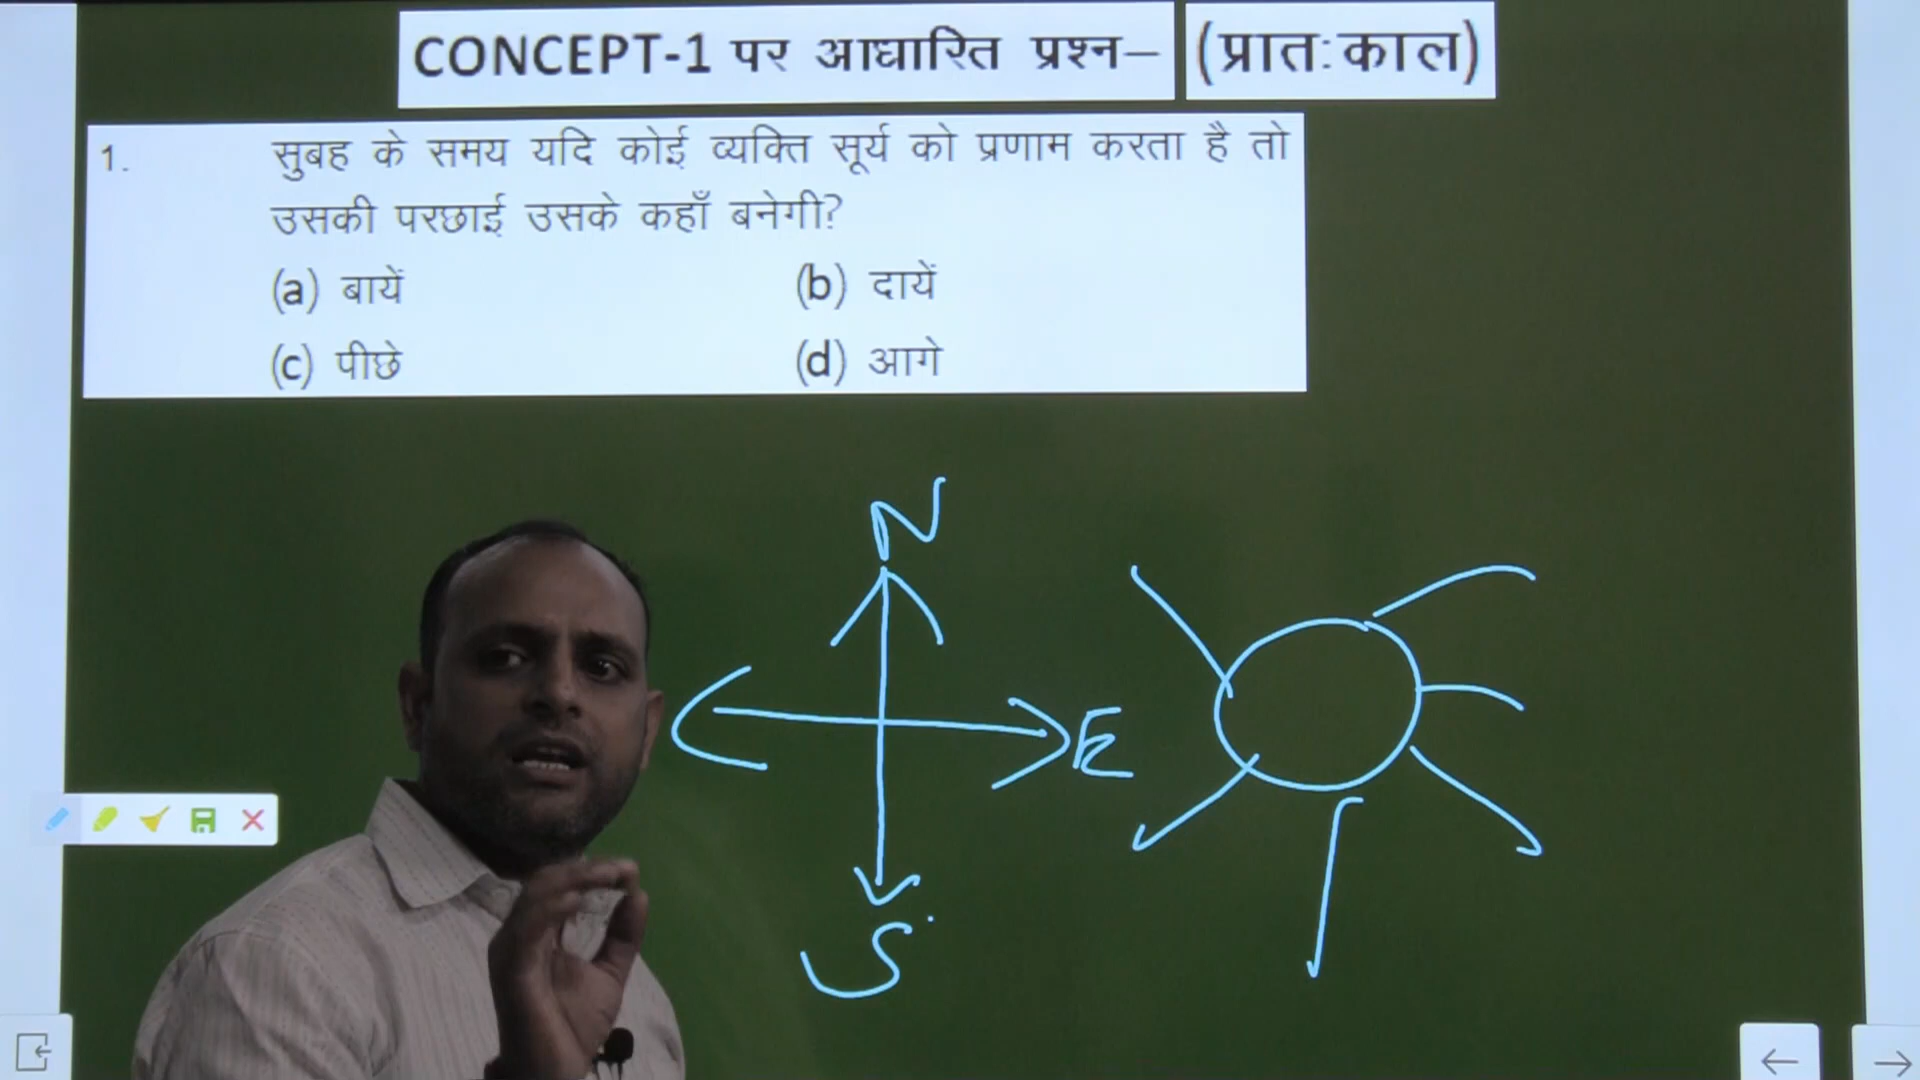 CONCEPT-1 पर आधारित प्रश्न– (प्रात:काल)
1. सुबह के समय यदि कोई व्यक्ति सूर्य को प्रणाम करता है तो
उसकी परछाई उसके कहाँ बनेगी?
(a) बायें (b) दायें
(c) पीछे (d) आगे
N
E
S